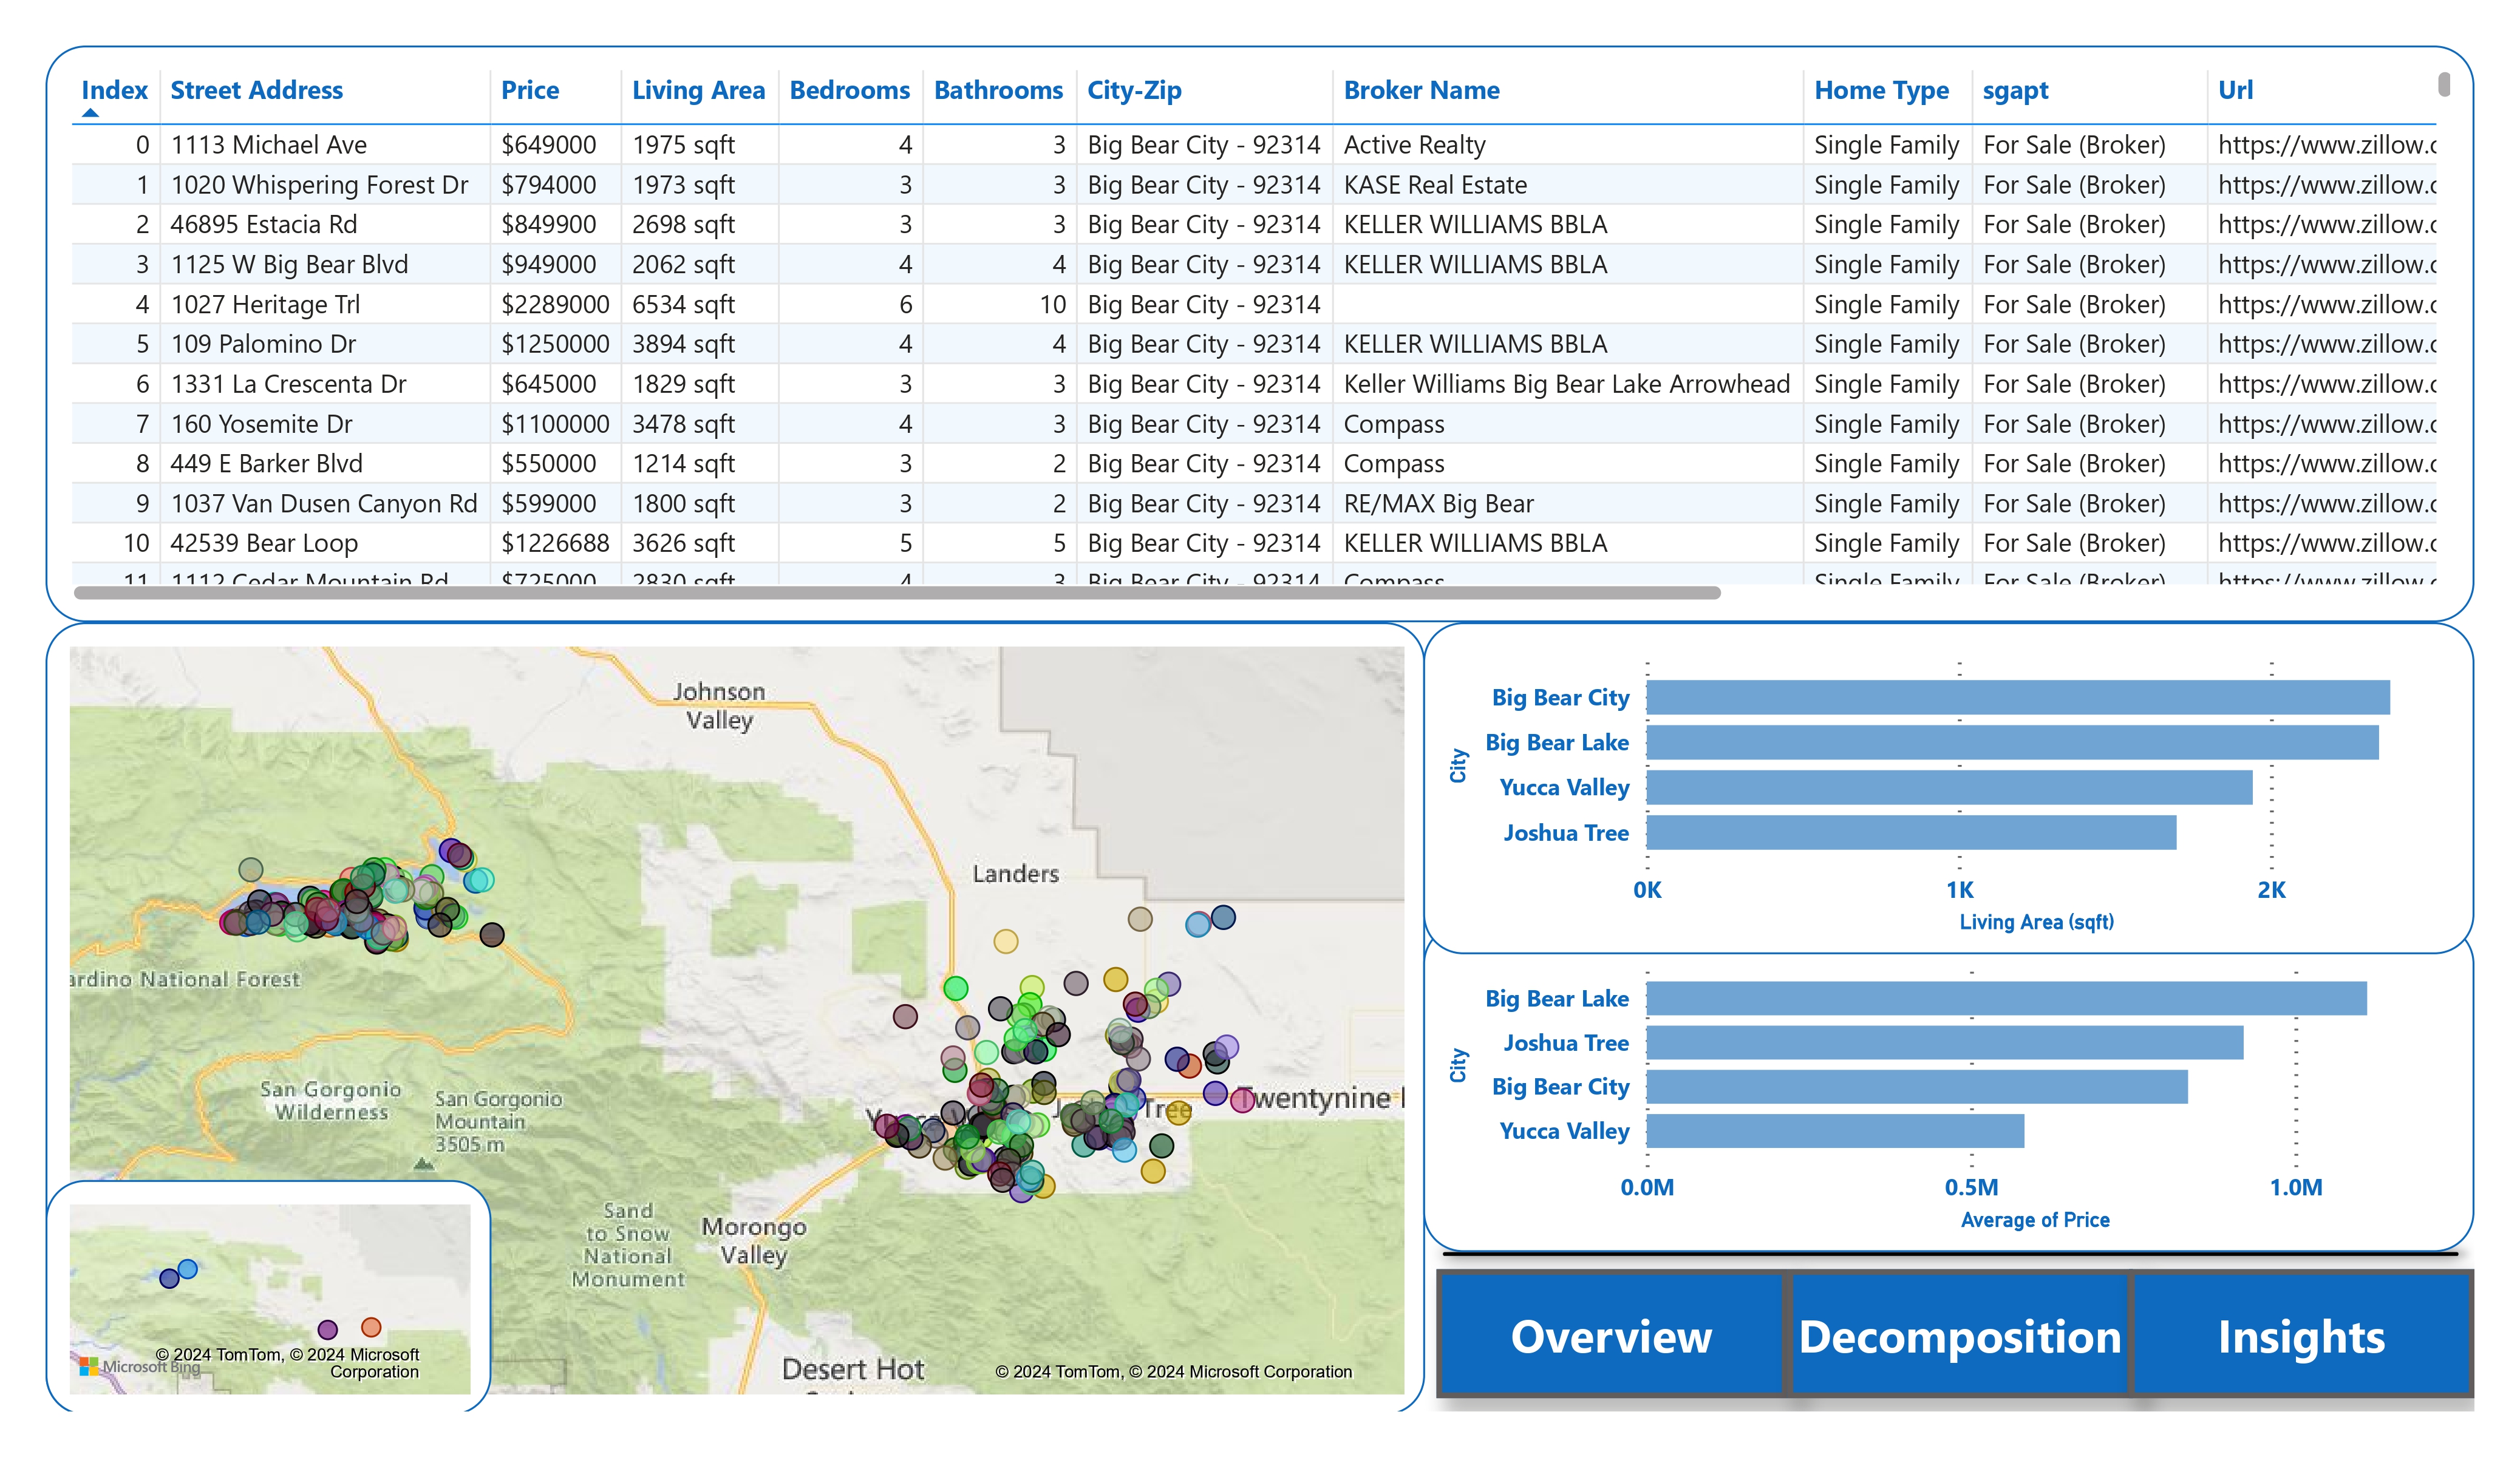 Index Street Address Price Living Area Bedrooms Bathrooms City-Zip Broker Name Home Type sgapt Url
0 1113 Michael Ave $649000 1975 sqft 4 3 Big Bear City - 92314 Active Realty Single Family For Sale (Broker) https://www.zillow.c
1 1020 Whispering Forest Dr $794000 1973 sqft 3 3 Big Bear City - 92314 KASE Real Estate Single Family For Sale (Broker) https://www.zillow.c
2 46895 Estacia Rd $849900 2698 sqft 3 3 Big Bear City - 92314 KELLER WILLIAMS BBLA Single Family For Sale (Broker) https://www.zillow.c
3 1125 W Big Bear Blvd $949000 2062 sqft 4 4 Big Bear City - 92314 KELLER WILLIAMS BBLA Single Family For Sale (Broker) https://www.zillow.c
4 1027 Heritage Trl $2289000 6534 sqft 6 10 Big Bear City - 92314 Single Family For Sale (Broker) https://www.zillow.c
5 109 Palomino Dr $1250000 3894 sqft 4 4 Big Bear City - 92314 KELLER WILLIAMS BBLA Single Family For Sale (Broker) https://www.zillow.c
6 1331 La Crescenta Dr $645000 1829 sqft 3 3 Big Bear City - 92314 Keller Williams Big Bear Lake Arrowhead Single Family For Sale (Broker) https://www.zillow.c
7 160 Yosemite Dr $1100000 3478 sqft 4 3 Big Bear City - 92314 Compass Single Family For Sale (Broker) https://www.zillow.c
8 449 E Barker Blvd $550000 1214 sqft 3 2 Big Bear City - 92314 Compass Single Family For Sale (Broker) https://www.zillow.c
9 1037 Van Dusen Canyon Rd $599000 1800 sqft 3 2 Big Bear City - 92314 RE/MAX Big Bear Single Family For Sale (Broker) https://www.zillow.c
10 42539 Bear Loop $1226688 3626 sqft 5 5 Big Bear City - 92314 KELLER WILLIAMS BBLA Single Family For Sale (Broker) https://www.zillow.c
11 1112 Cedar Mountain Rd $725000 2830 sqft 4 3 Big Bear City - 92314 Compass Single Family For Sale (Broker) https://www.zillow.c
Johnson
Valley
Landers
ardino National Forest
San Gorgonio
Wilderness
San Gorgonio
Mountain
3505 m
Tree
Twentynine
Sand
to Snow
National
Monument
Morongo
Valley
Desert Hot
© 2024 TomTom, © 2024 Microsoft Corporation
Microsoft Bing
© 2024 TomTom, © 2024 Microsoft
Corporation
City
Big Bear City
Big Bear Lake
Yucca Valley
Joshua Tree
0K 1K 2K
Living Area (sqft)
City
Big Bear Lake
Joshua Tree
Big Bear City
Yucca Valley
0.0M 0.5M 1.0M
Average of Price
Overview Decomposition Insights